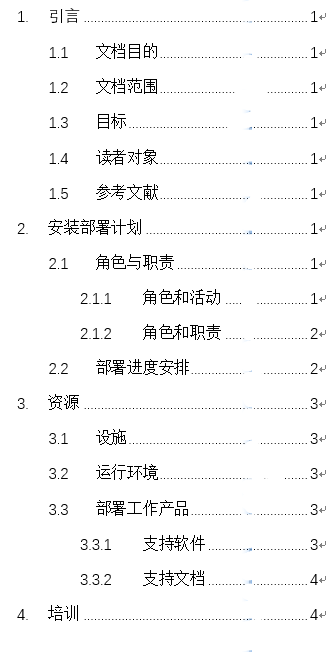 1. 引言 1
1.1 文档目的 1
1.2 文档范围 1
1.3 目标 1
1.4 读者对象 1
1.5 参考文献 1
2. 安装部署计划 1
2.1 角色与职责 1
2.1.1 角色和活动 1
2.1.2 角色和职责 2
2.2 部署进度安排 2
3. 资源 3
3.1 设施 3
3.2 运行环境 3
3.3 部署工作产品 3
3.3.1 支持软件 3
3.3.2 支持文档 4
4. 培训 4